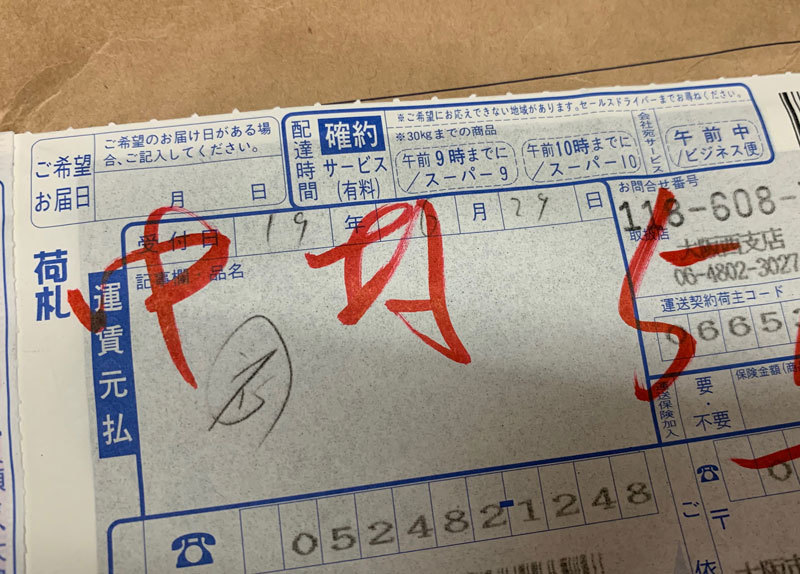 ご希望
お届日
ご希望のお届け日がある場
合、ご記入してください。
月 日
配達時間
確約
サービス
(有料)
※ご希望にお応えできない地域があります。セールスドライバーまでお尋ねください。
※30kgまでの商品
午前9時までに
/スーパー9
午前10時までに
/スーパー10
会社宛サービス
午前中
/ビジネス便
荷札
運賃元払
受付日 19 年 月 29 日
記事欄・品名
お問合せ番号
118-608-
取扱店
大阪西支店
06-4802-3027
運送契約荷主コード
06652
運送保険加入
要・不要
保険金額
0524821248
ご
〒
依